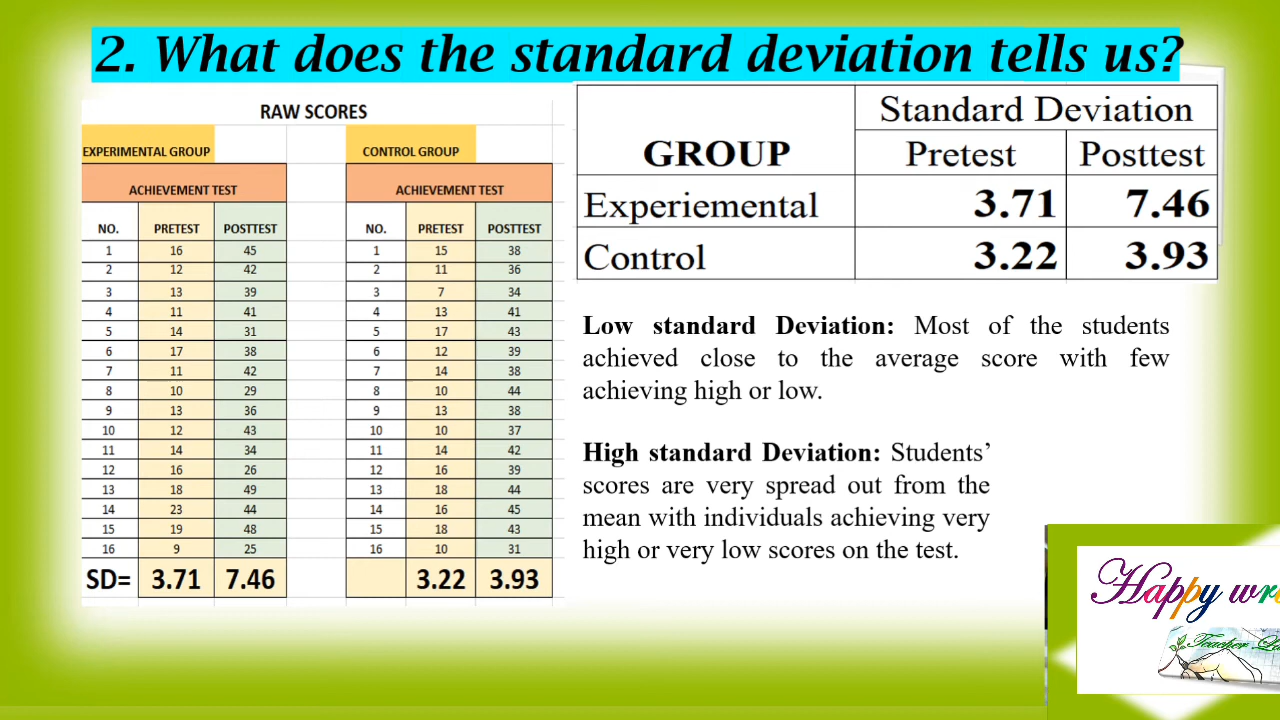 2. What does the standard deviation tells us?
RAW SCORES
EXPERIMENTAL GROUP CONTROL GROUP
ACHIEVEMENT TEST ACHIEVEMENT TEST
NO. PRETEST POSTTEST NO. PRETEST POSTTEST
1 16 45 1 15 38
2 12 42 2 11 36
3 13 39 3 7 34
4 11 41 4 13 41
5 14 31 5 17 43
6 17 38 6 12 39
7 11 42 7 14 38
8 10 29 8 10 44
9 13 36 9 13 38
10 12 43 10 10 37
11 14 34 11 14 42
12 16 26 12 16 39
13 18 49 13 18 44
14 23 44 14 16 45
15 19 48 15 18 43
16 9 25 16 10 31
SD= 3.71 7.46 3.22 3.93
Standard Deviation
GROUP Pretest Posttest
Experiemental 3.71 7.46
Control 3.22 3.93
Low standard Deviation: Most of the students
achieved close to the average score with few
achieving high or low.
High standard Deviation: Students’
scores are very spread out from the
mean with individuals achieving very
high or very low scores on the test.
Happy
Teacher